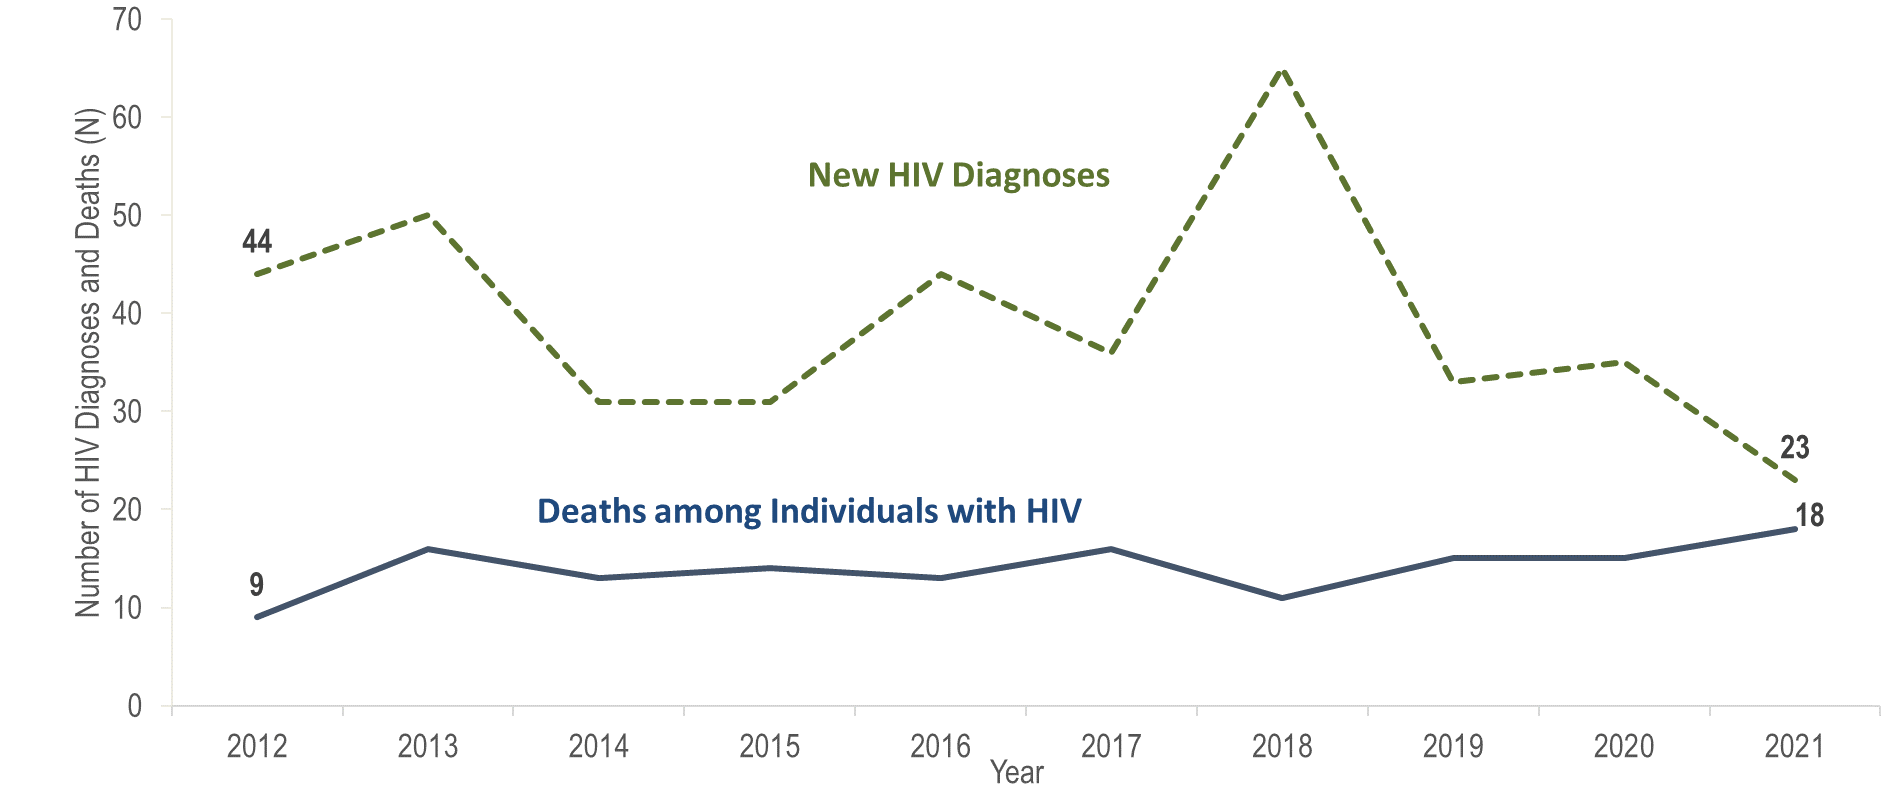 Number of HIV Diagnoses and Deaths (N)
70
60
50
40
30
20
10
0
New HIV Diagnoses
44
23
Deaths among Individuals with HIV
9
18
2012 2013 2014 2015 2016 2017 2018 2019 2020 2021
Year